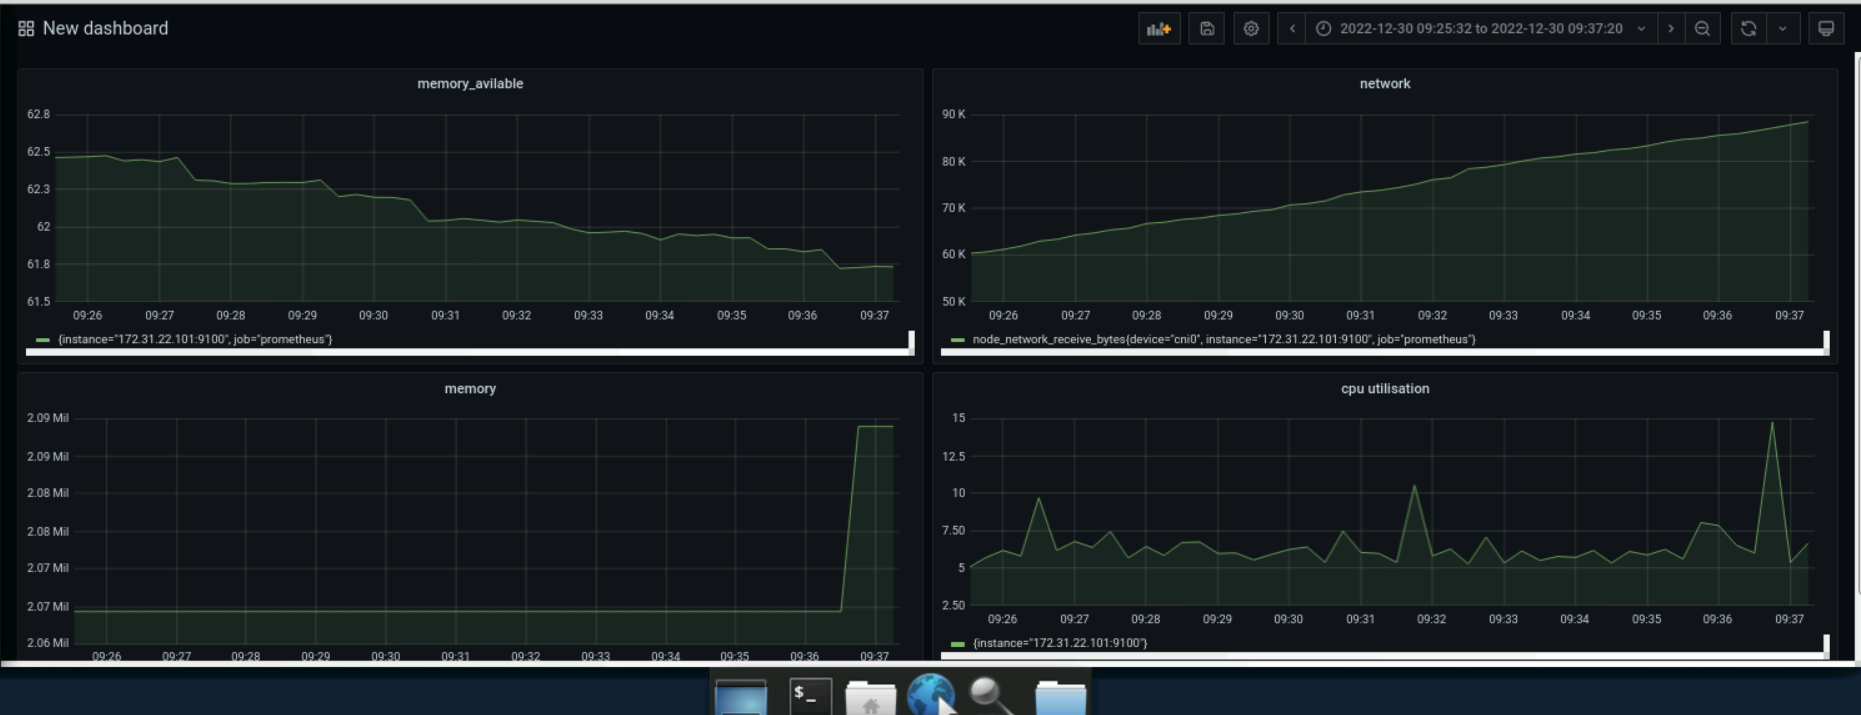 New dashboard
2022-12-30 09:25:32 to 2022-12-30 09:37:20
memory_avilable
62.8
62.5
62.3
62
61.8
61.5
09:26 09:27 09:28 09:29 09:30 09:31 09:32 09:33 09:34 09:35 09:36 09:37
{instance="172.31.22.101:9100", job="prometheus"}
network
90 K
80 K
70 K
60 K
50 K
09:26 09:27 09:28 09:29 09:30 09:31 09:32 09:33 09:34 09:35 09:36 09:37
node_network_receive_bytes{device="cni0", instance="172.31.22.101:9100", job="prometheus"}
memory
2.09 Mil
2.09 Mil
2.08 Mil
2.08 Mil
2.07 Mil
2.07 Mil
2.06 Mil
09:26 09:27 09:28 09:29 09:30 09:31 09:32 09:33 09:34 09:35 09:36 09:37
cpu utilisation
15
12.5
10
7.50
5
2.50
09:26 09:27 09:28 09:29 09:30 09:31 09:32 09:33 09:34 09:35 09:36 09:37
{instance="172.31.22.101:9100"}
$_